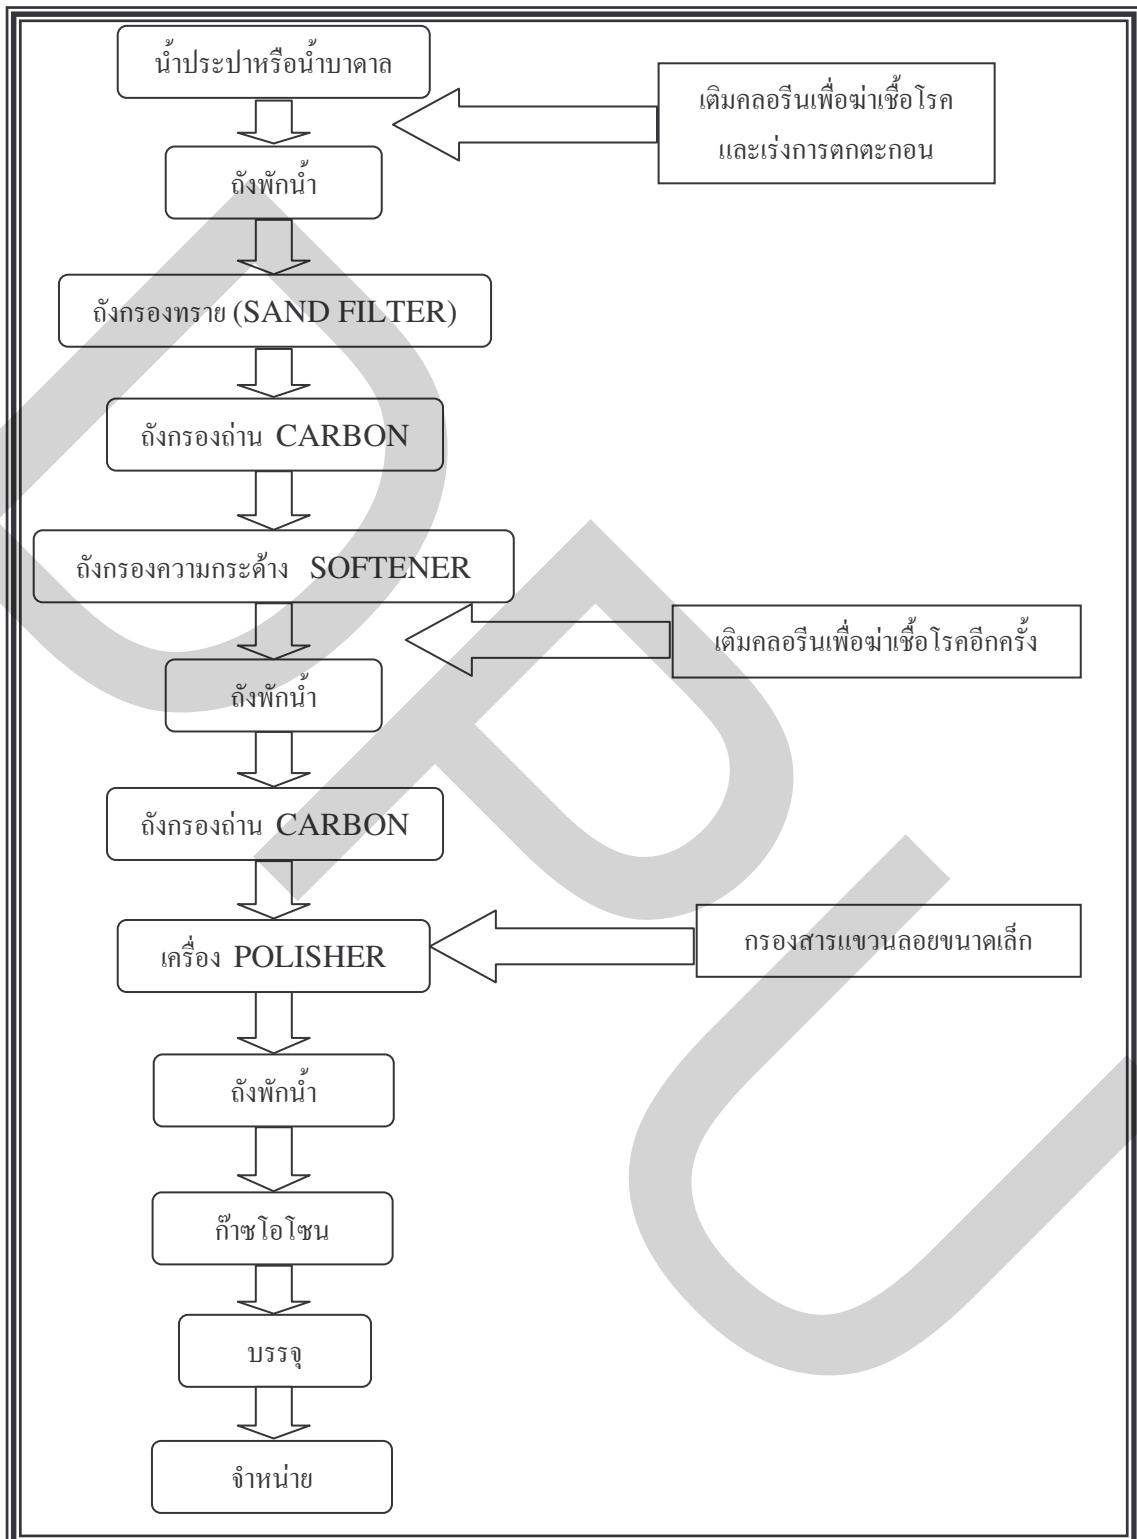 น้ำประปาหรือน้ำบาดาล
เติมคลอรีนเพื่อฆ่าเชื้อโรค
และเร่งการตกตะกอน
ถังพักน้ำ
ถังกรองทราย (SAND FILTER)
ถังกรองถ่าน CARBON
ถังกรองความกระด้าง SOFTENER
เติมคลอรีนเพื่อฆ่าเชื้อโรคอีกครั้ง
ถังพักน้ำ
ถังกรองถ่าน CARBON
เครื่อง POLISHER
กรองสารแขวนลอยขนาดเล็ก
ถังพักน้ำ
ก๊าซโอโซน
บรรจุ
จำหน่าย
DPU